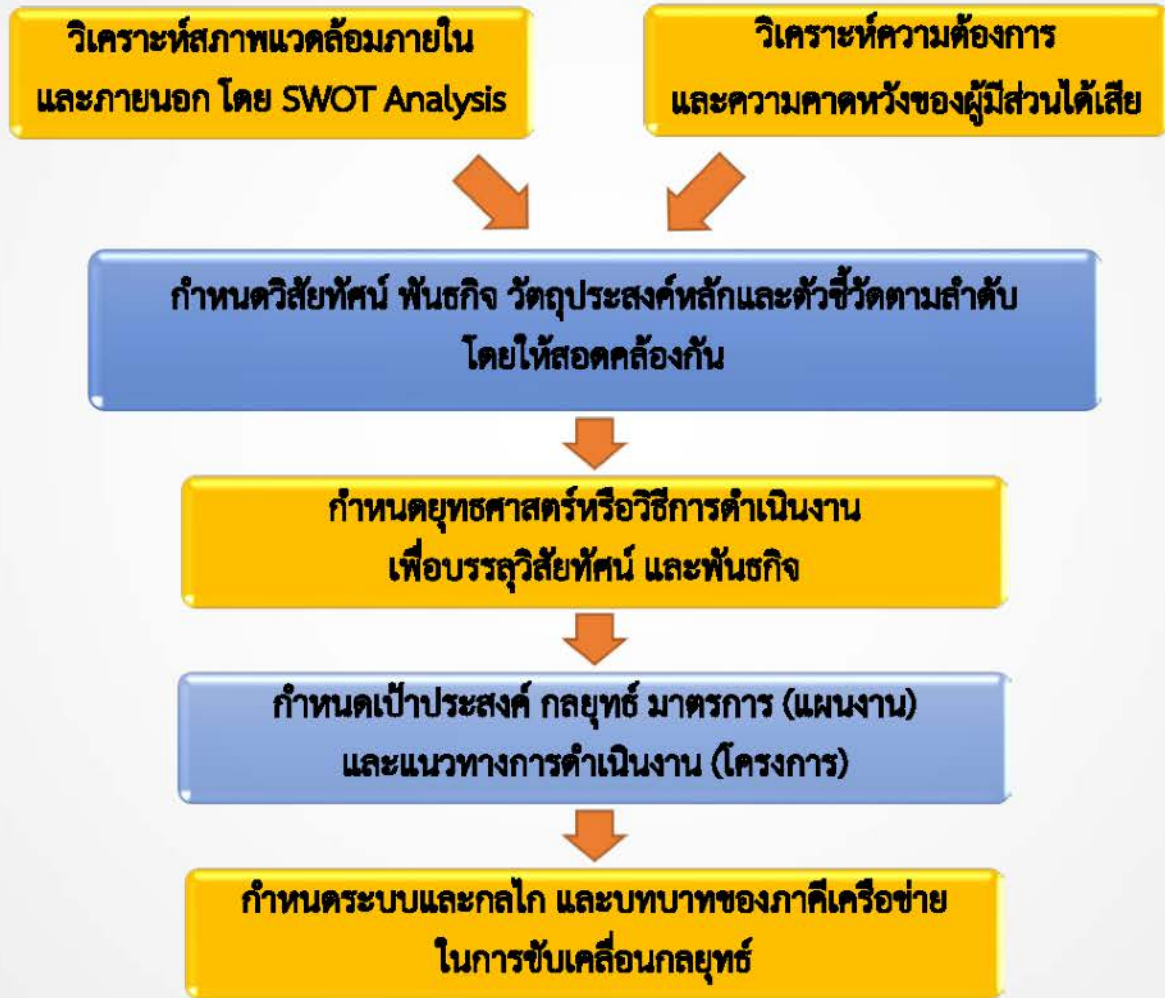 วิเคราะห์สภาพแวดล้อมภายใน
และภายนอก โดย SWOT Analysis
วิเคราะห์ความต้องการ
และความคาดหวังของผู้มีส่วนได้เสีย
กำหนดวิสัยทัศน์ พันธกิจ วัตถุประสงค์หลักและตัวชี้วัดตามลำดับ
โดยให้สอดคล้องกัน
กำหนดยุทธศาสตร์หรือวิธีการดำเนินงาน
เพื่อบรรลุวิสัยทัศน์ และพันธกิจ
กำหนดเป้าประสงค์ กลยุทธ์ มาตรการ (แผนงาน)
และแนวทางการดำเนินงาน (โครงการ)
กำหนดระบบและกลไก และบทบาทของภาคีเครือข่าย
ในการขับเคลื่อนกลยุทธ์